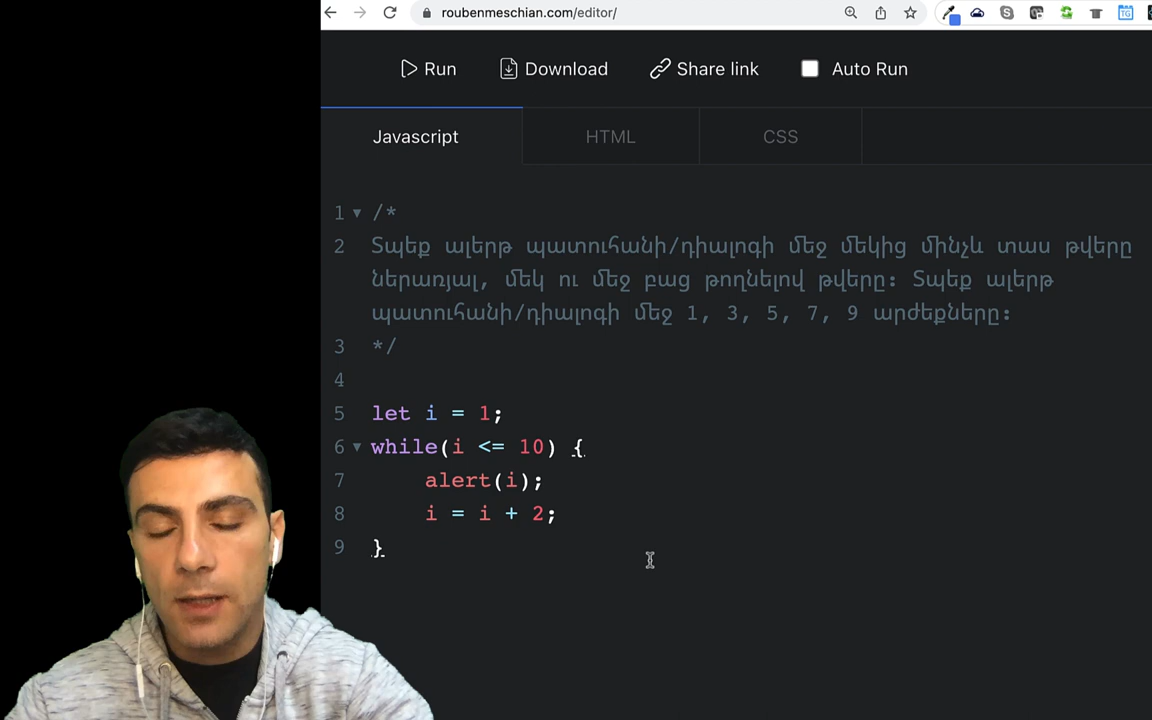 roubenmeschian.com/editor/
TG
Run
Download
Share link
Auto Run
Javascript
HTML
CSS
1 /*
2 Տպեք ալերթ պատուհանի/դիալոգի մեջ մեկից մինչև տաս թվերը
ներառյալ, մեկ ու մեջ բաց թողնելով թվերը: Տպեք ալերթ
պատուհանի/դիալոգի մեջ 1, 3, 5, 7, 9 արժեքները:
3 */
4
5 let i = 1;
6 while(i <= 10) {
7 alert(i);
8 i = i + 2;
9 }